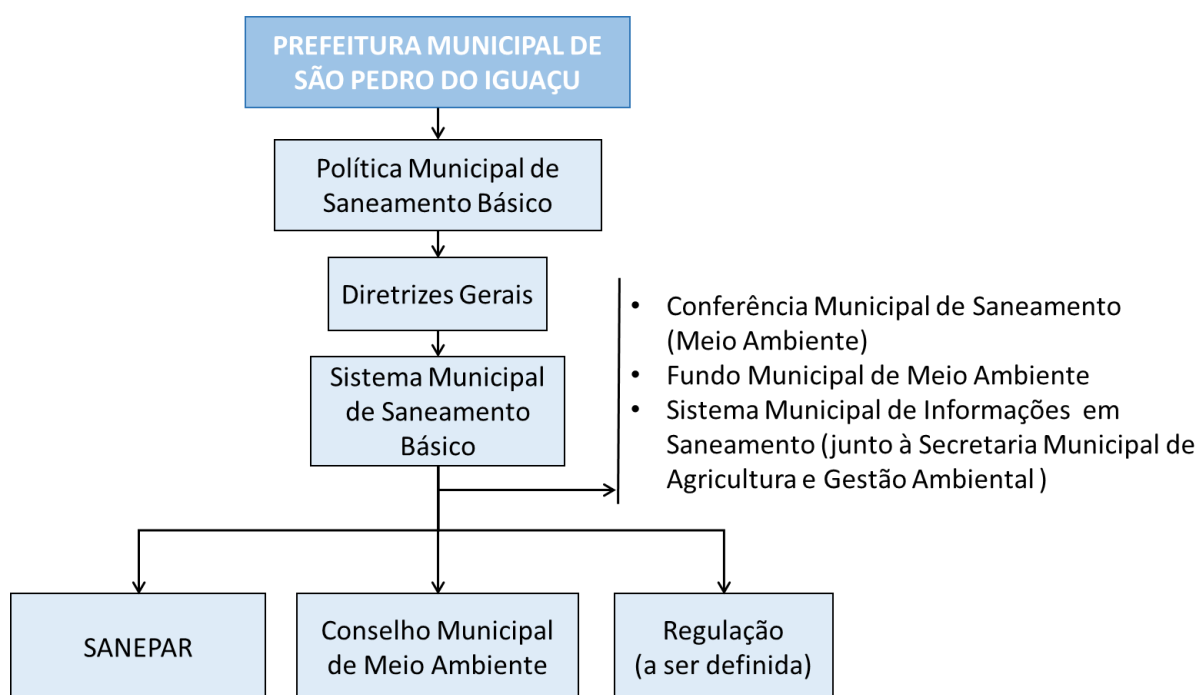 PREFEITURA MUNICIPAL DE
SÃO PEDRO DO IGUAÇU
Política Municipal de
Saneamento Básico
Diretrizes Gerais
Sistema Municipal
de Saneamento
Básico
• Conferência Municipal de Saneamento
(Meio Ambiente)
• Fundo Municipal de Meio Ambiente
• Sistema Municipal de Informações em
Saneamento (junto à Secretaria Municipal de
Agricultura e Gestão Ambiental )
SANEPAR
Conselho Municipal
de Meio Ambiente
Regulação
(a ser definida)